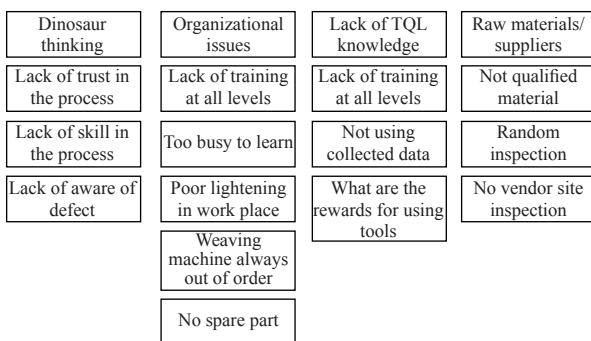 Dinosaur
thinking
Lack of trust in
the process
Lack of skill in
the process
Lack of aware of
defect
Organizational
issues
Lack of training
at all levels
Too busy to learn
Poor lightening
in work place
Weaving
machine always
out of order
No spare part
Lack of TQL
knowledge
Lack of training
at all levels
Not using
collected data
What are the
rewards for using
tools
Raw materials/
suppliers
Not qualified
material
Random
inspection
No vendor site
inspection